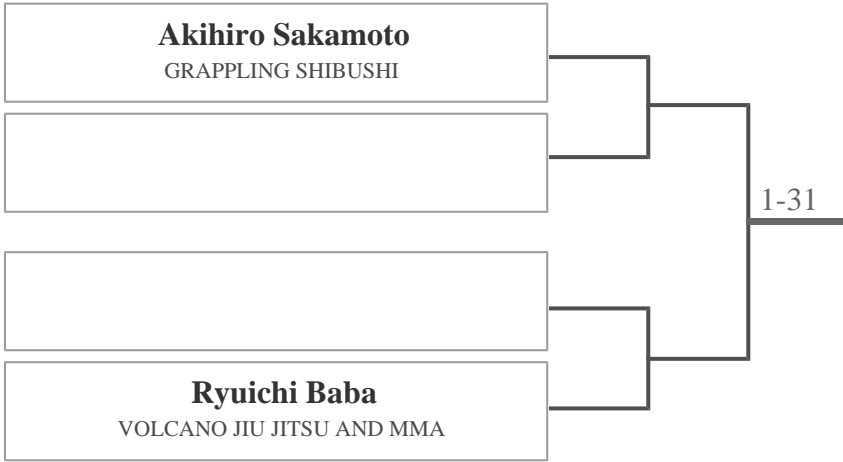 Akihiro Sakamoto
GRAPPLING SHIBUSHI
1-31
Ryuichi Baba
VOLCANO JIU JITSU AND MMA